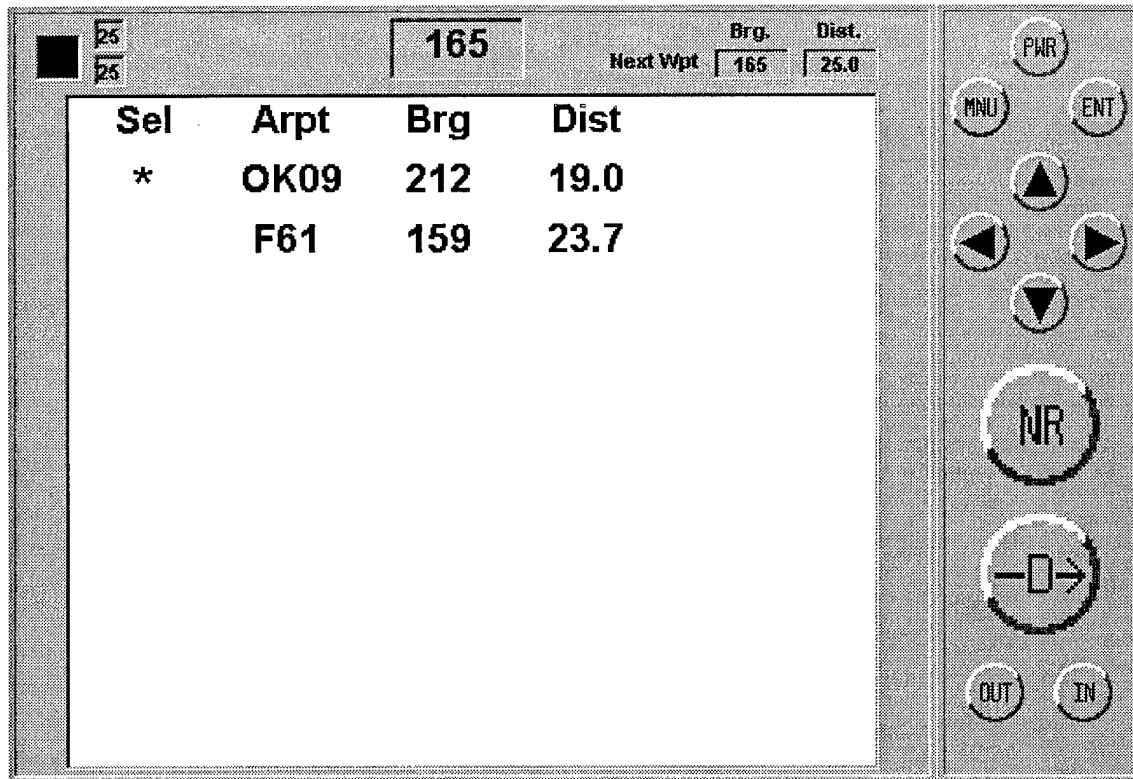 25
25
165
Brg. Dist.
Next Wpt 165 25.0
Sel Arpt Brg Dist
* OK09 212 19.0
F61 159 23.7
PWR
MNU ENT
NR
D
OUT IN